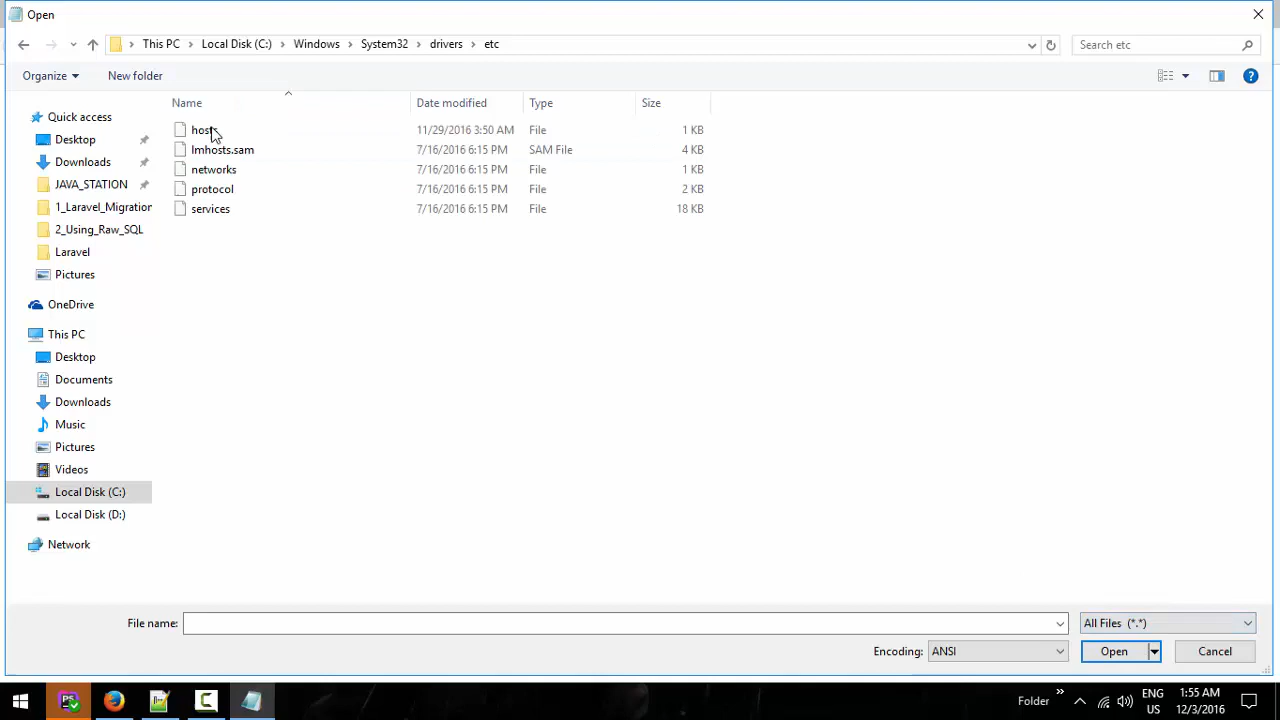 Open
This PC Local Disk (C:) Windows System32 drivers etc
Search etc
Organize New folder
Name Date modified Type Size
hosts 11/29/2016 3:50 AM File 1 KB
lmhosts.sam 7/16/2016 6:15 PM SAM File 4 KB
networks 7/16/2016 6:15 PM File 1 KB
protocol 7/16/2016 6:15 PM File 2 KB
services 7/16/2016 6:15 PM File 18 KB
Quick access
Desktop
Downloads
JAVA_STATION
1_Laravel_Migration
2_Using_Raw_SQL
Laravel
Pictures
OneDrive
This PC
Desktop
Documents
Downloads
Music
Pictures
Videos
Local Disk (C:)
Local Disk (D:)
Network
File name:
All Files (*.*)
Encoding: ANSI
Open Cancel
PS
Folder
ENG
US
1:55 AM
12/3/2016